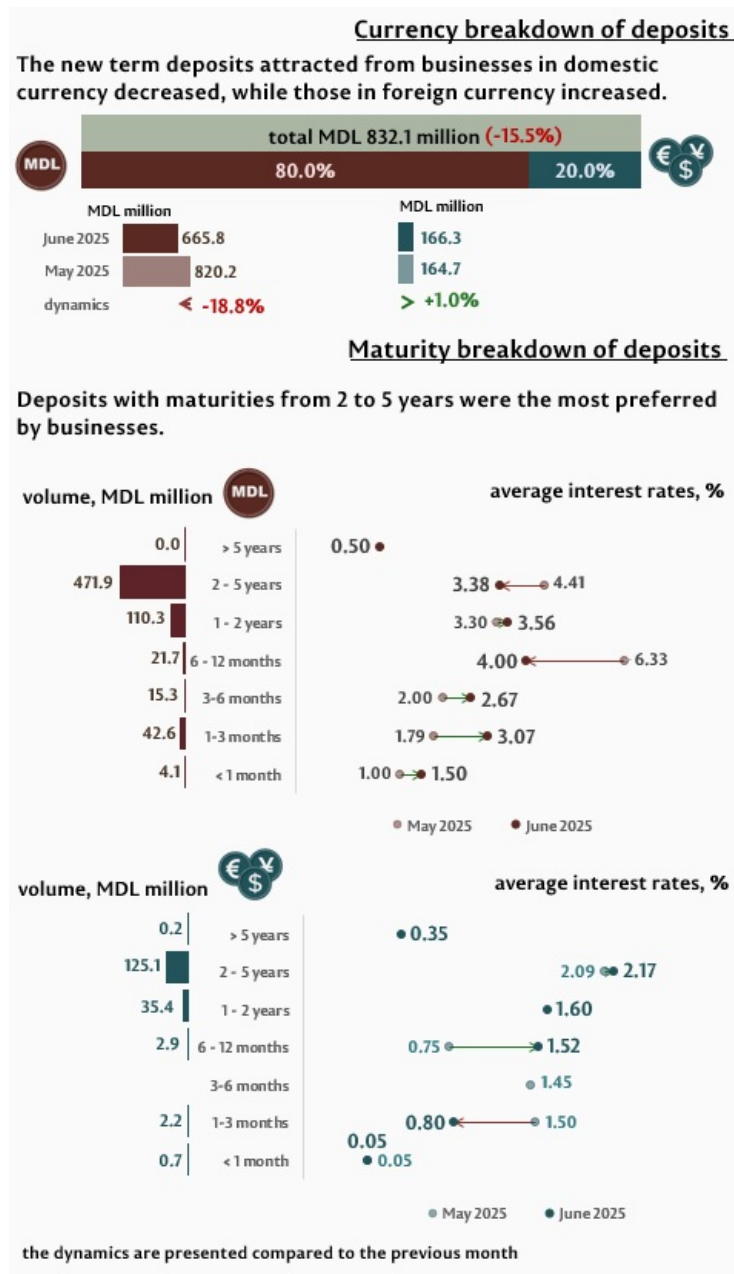 Currency breakdown of deposits
The new term deposits attracted from businesses in domestic
currency decreased, while those in foreign currency increased.
total MDL 832.1 million (-15.5%)
MDL 80.0% 20.0% € ¥ $
MDL million MDL million
June 2025 665.8 166.3
May 2025 820.2 164.7
dynamics < -18.8% > +1.0%
Maturity breakdown of deposits
Deposits with maturities from 2 to 5 years were the most preferred
by businesses.
volume, MDL million MDL average interest rates, %
0.0 > 5 years 0.50
471.9 2 - 5 years 3.38 4.41
110.3 1 - 2 years 3.30 3.56
21.7 6 - 12 months 4.00 6.33
15.3 3-6 months 2.00 2.67
42.6 1-3 months 1.79 3.07
4.1 < 1 month 1.00 1.50
May 2025 June 2025
volume, MDL million € ¥ $ average interest rates, %
0.2 > 5 years 0.35
125.1 2 - 5 years 2.09 2.17
35.4 1 - 2 years 1.60
2.9 6 - 12 months 0.75 1.52
3-6 months 1.45
2.2 1-3 months 0.80 1.50
0.05
0.7 < 1 month 0.05
May 2025 June 2025
the dynamics are presented compared to the previous month